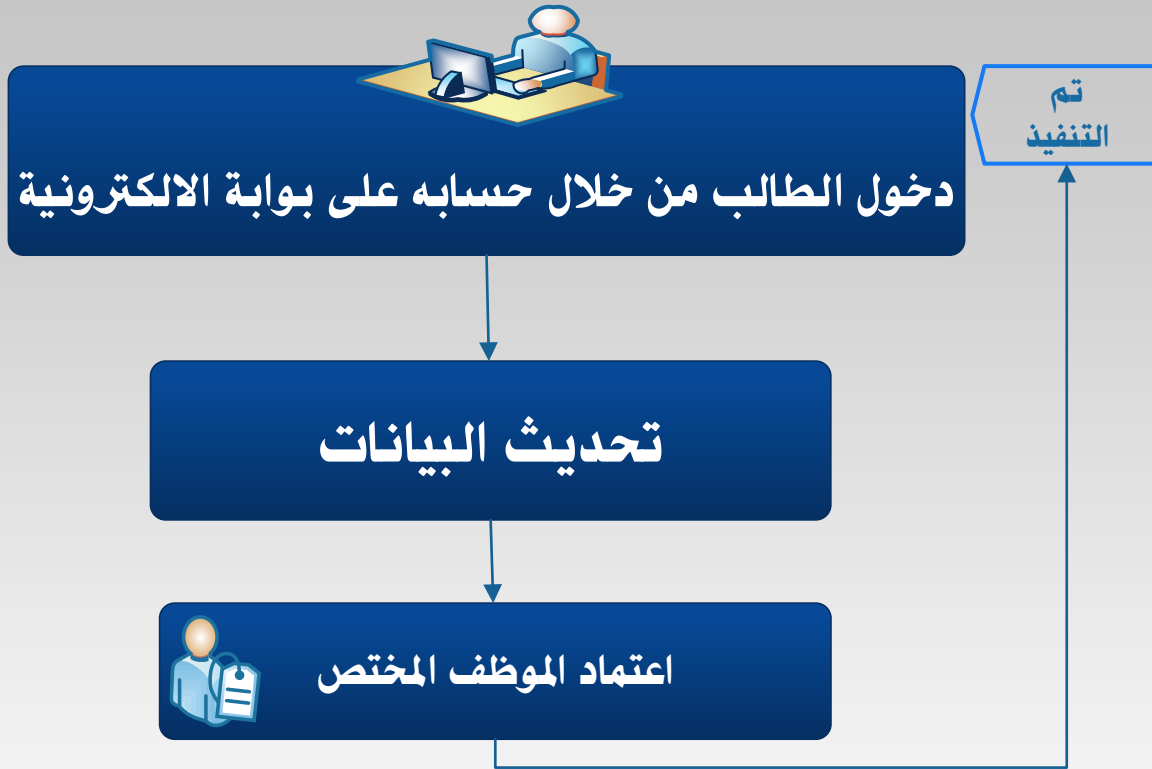 تم
التنفيذ
دخول الطالب من خلال حسابه على بوابة الالكترونية
تحديث البيانات
اعتماد الموظف المختص